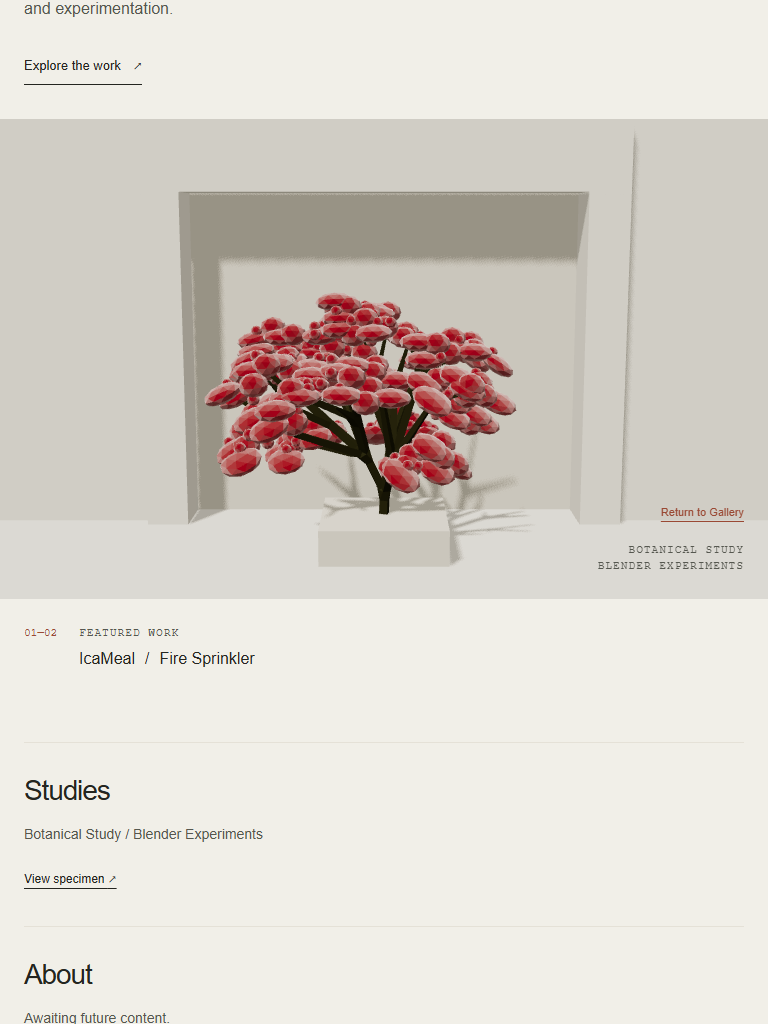 and experimentation.
Explore the work ↗
Return to Gallery
BOTANICAL STUDY
BLENDER EXPERIMENTS
01—02 FEATURED WORK
IcaMeal / Fire Sprinkler
Studies
Botanical Study / Blender Experiments
View specimen ↗
About
Awaiting future content.